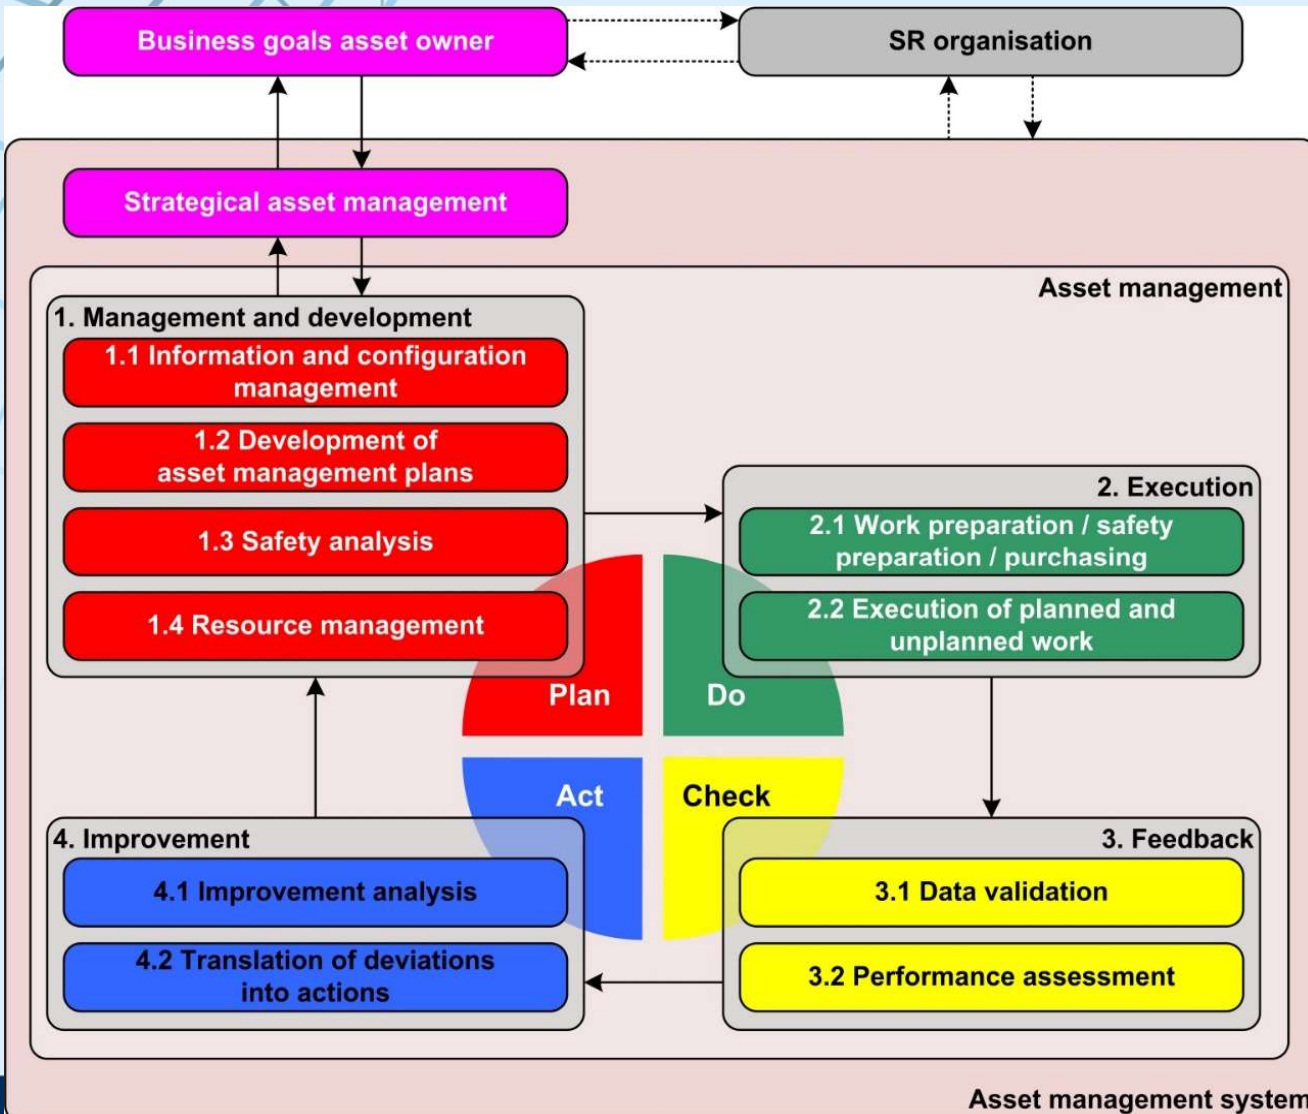 Business goals asset owner
SR organisation
Strategical asset management
Asset management
1. Management and development
1.1 Information and configuration
management
1.2 Development of
asset management plans
1.3 Safety analysis
1.4 Resource management
2. Execution
2.1 Work preparation / safety
preparation / purchasing
2.2 Execution of planned and
unplanned work
Plan
Do
Act
Check
4. Improvement
4.1 Improvement analysis
4.2 Translation of deviations
into actions
3. Feedback
3.1 Data validation
3.2 Performance assessment
Asset management system